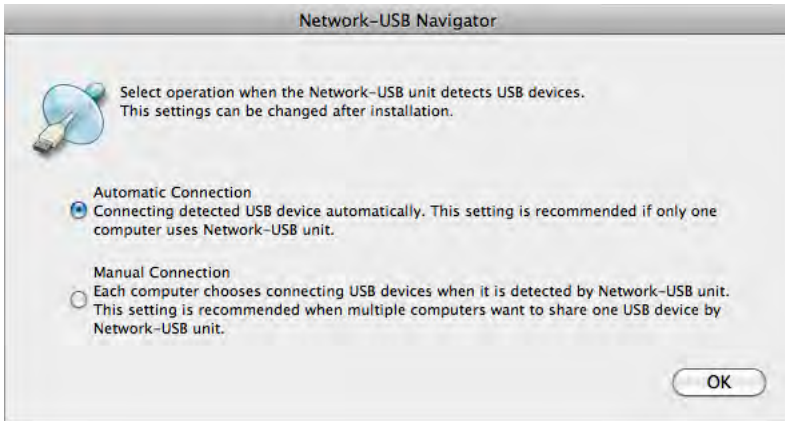 Network-USB Navigator
Select operation when the Network-USB unit detects USB devices.
This settings can be changed after installation.
Automatic Connection
Connecting detected USB device automatically. This setting is recommended if only one
computer uses Network-USB unit.
Manual Connection
Each computer chooses connecting USB devices when it is detected by Network-USB unit.
This setting is recommended when multiple computers want to share one USB device by
Network-USB unit.
OK